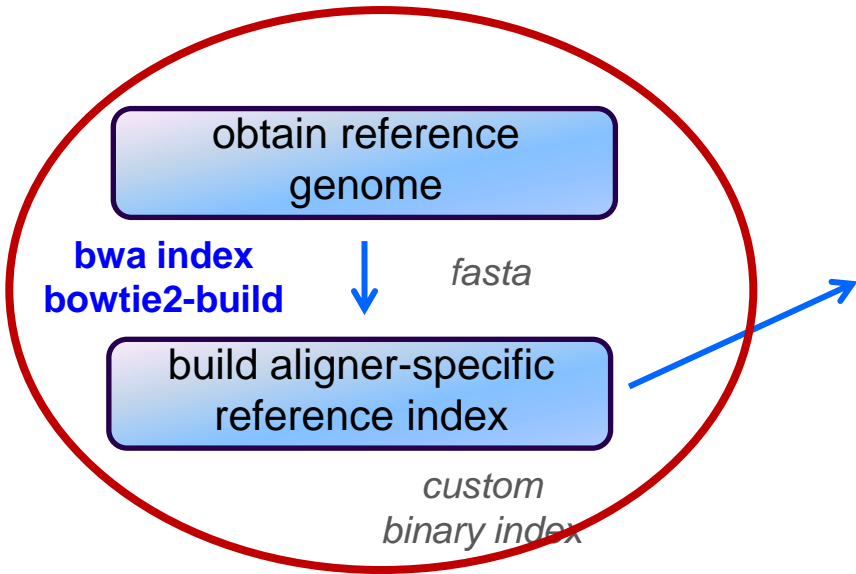 obtain reference
genome
bwa index
bowtie2-build
fasta
build aligner-specific
reference index
custom
binary index